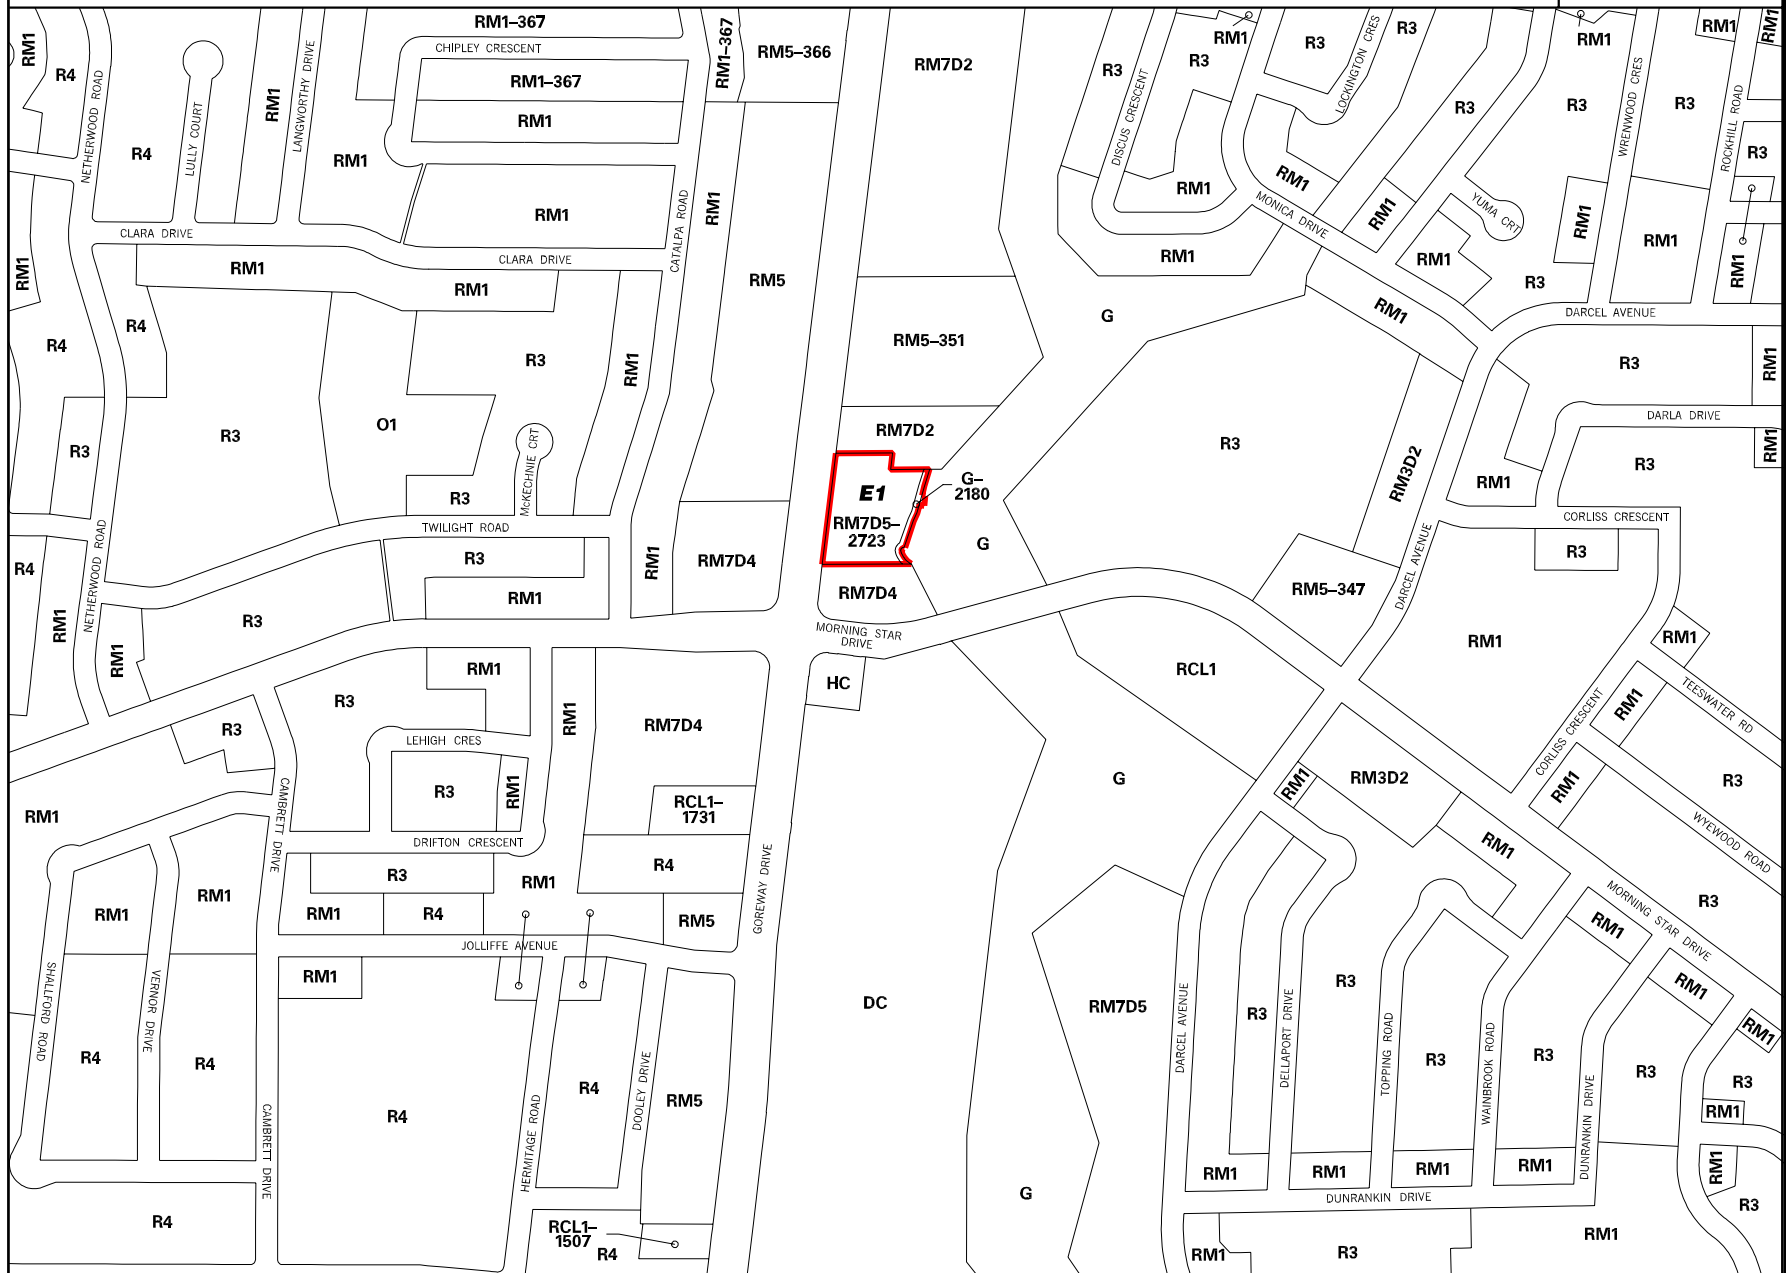 RM1–367
CHIPLEY CRESCENT
RM1–367
RM1
RM1
R4
NETHERWOOD ROAD
R4
LULLY COURT
RM1
LANGWORTHY DRIVE
RM1
RM1
CLARA DRIVE
CLARA DRIVE
RM1
RM1
RM1–367
RM5–366
CATALPA ROAD
RM1
RM5
RM7D2
RM5–351
RM7D2
E1
RM7D5–
2723
G–
2180
RM7D4
G
G
R3
DISCUS CRESCENT
R3
RM1
RM1
RM1
R3
LOCKINGTON CRES
R3
RM1
MONICA DRIVE
R3
RM1
RM1
RM1
YUMA CRT
R3
RM1
R3
WRENWOOD CRES
R3
RM1
RM1
RM1
ROCKHILL ROAD
R3
RM1
RM1
DARCEL AVENUE
R3
RM1
DARLA DRIVE
RM1
R3
RM1
CORLISS CRESCENT
R3
R3
RM3D2
DARCEL AVENUE
RM5–347
RM1
RM1
R4
R4
R3
R3
O1
R3
RM1
R3
McKECHNIE CRT
TWILIGHT ROAD
R3
RM1
RM1
RM7D4
R4
RM1
NETHERWOOD ROAD
RM1
R3
MORNING STAR
DRIVE
HC
RCL1
RM1
TEESWATER RD
RM1
CORLISS CRESCENT
RM1
R3
WYEWOOD ROAD
R3
R3
R3
RM1
RM1
RM7D4
LEHIGH CRES
R3
RM1
RCL1–
1731
CAMBRETT DRIVE
DRIFTON CRESCENT
R3
RM1
R4
RM1
R4
RM5
JOLLIFFE AVENUE
GOREWAY DRIVE
RM1
RM1
RM1
RM1
SHALLFORD ROAD
VERNOR DRIVE
R4
R4
R4
CAMBRETT DRIVE
R4
HERMITAGE ROAD
R4
DOOLEY DRIVE
RM5
RCL1–
1507
R4
DC
G
G
RM7D5
RM1
RM3D2
RM1
MORNING STAR DRIVE
RM1
RM1
RM1
DARCEL AVENUE
R3
DELLAPORT DRIVE
R3
TOPPING ROAD
R3
WAINBROOK ROAD
R3
DUNRANKIN DRIVE
R3
R3
RM1
RM1
R3
RM1
RM1
RM1
RM1
DUNRANKIN DRIVE
RM1
R3
RM1